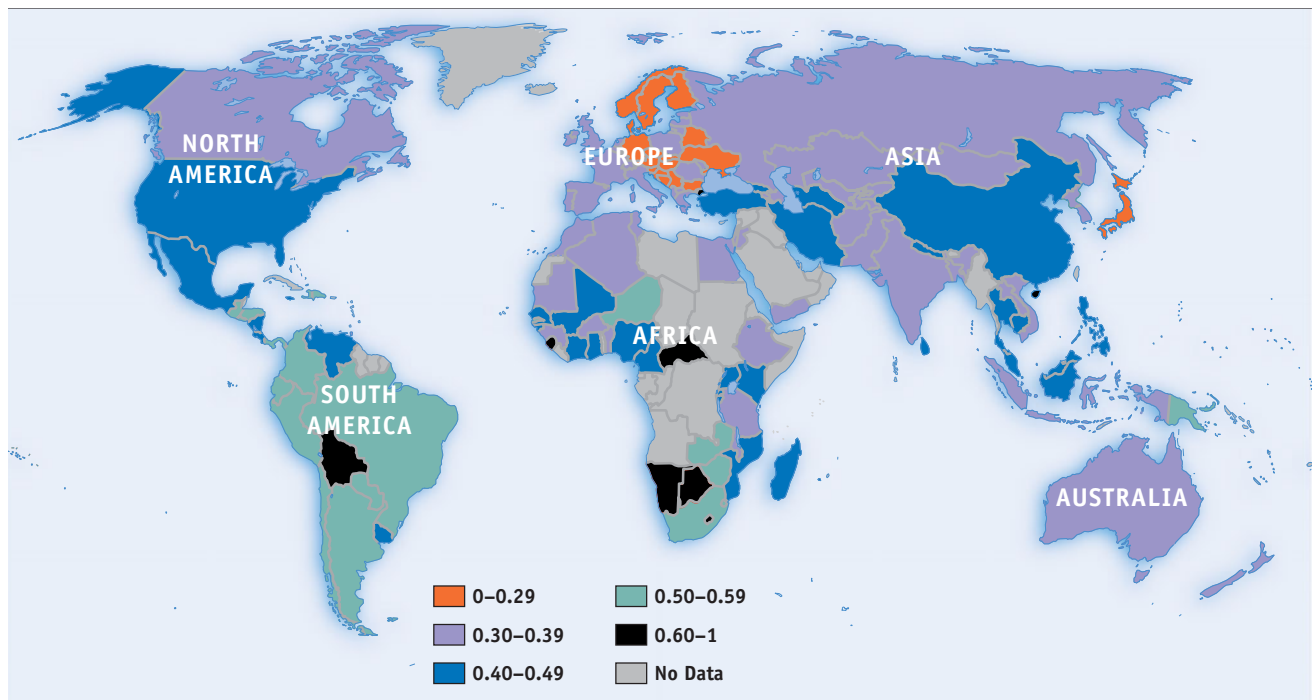 NORTH
AMERICA
EUROPE
ASIA
AFRICA
SOUTH
AMERICA
AUSTRALIA
0–0.29
0.30–0.39
0.40–0.49
0.50–0.59
0.60–1
No Data